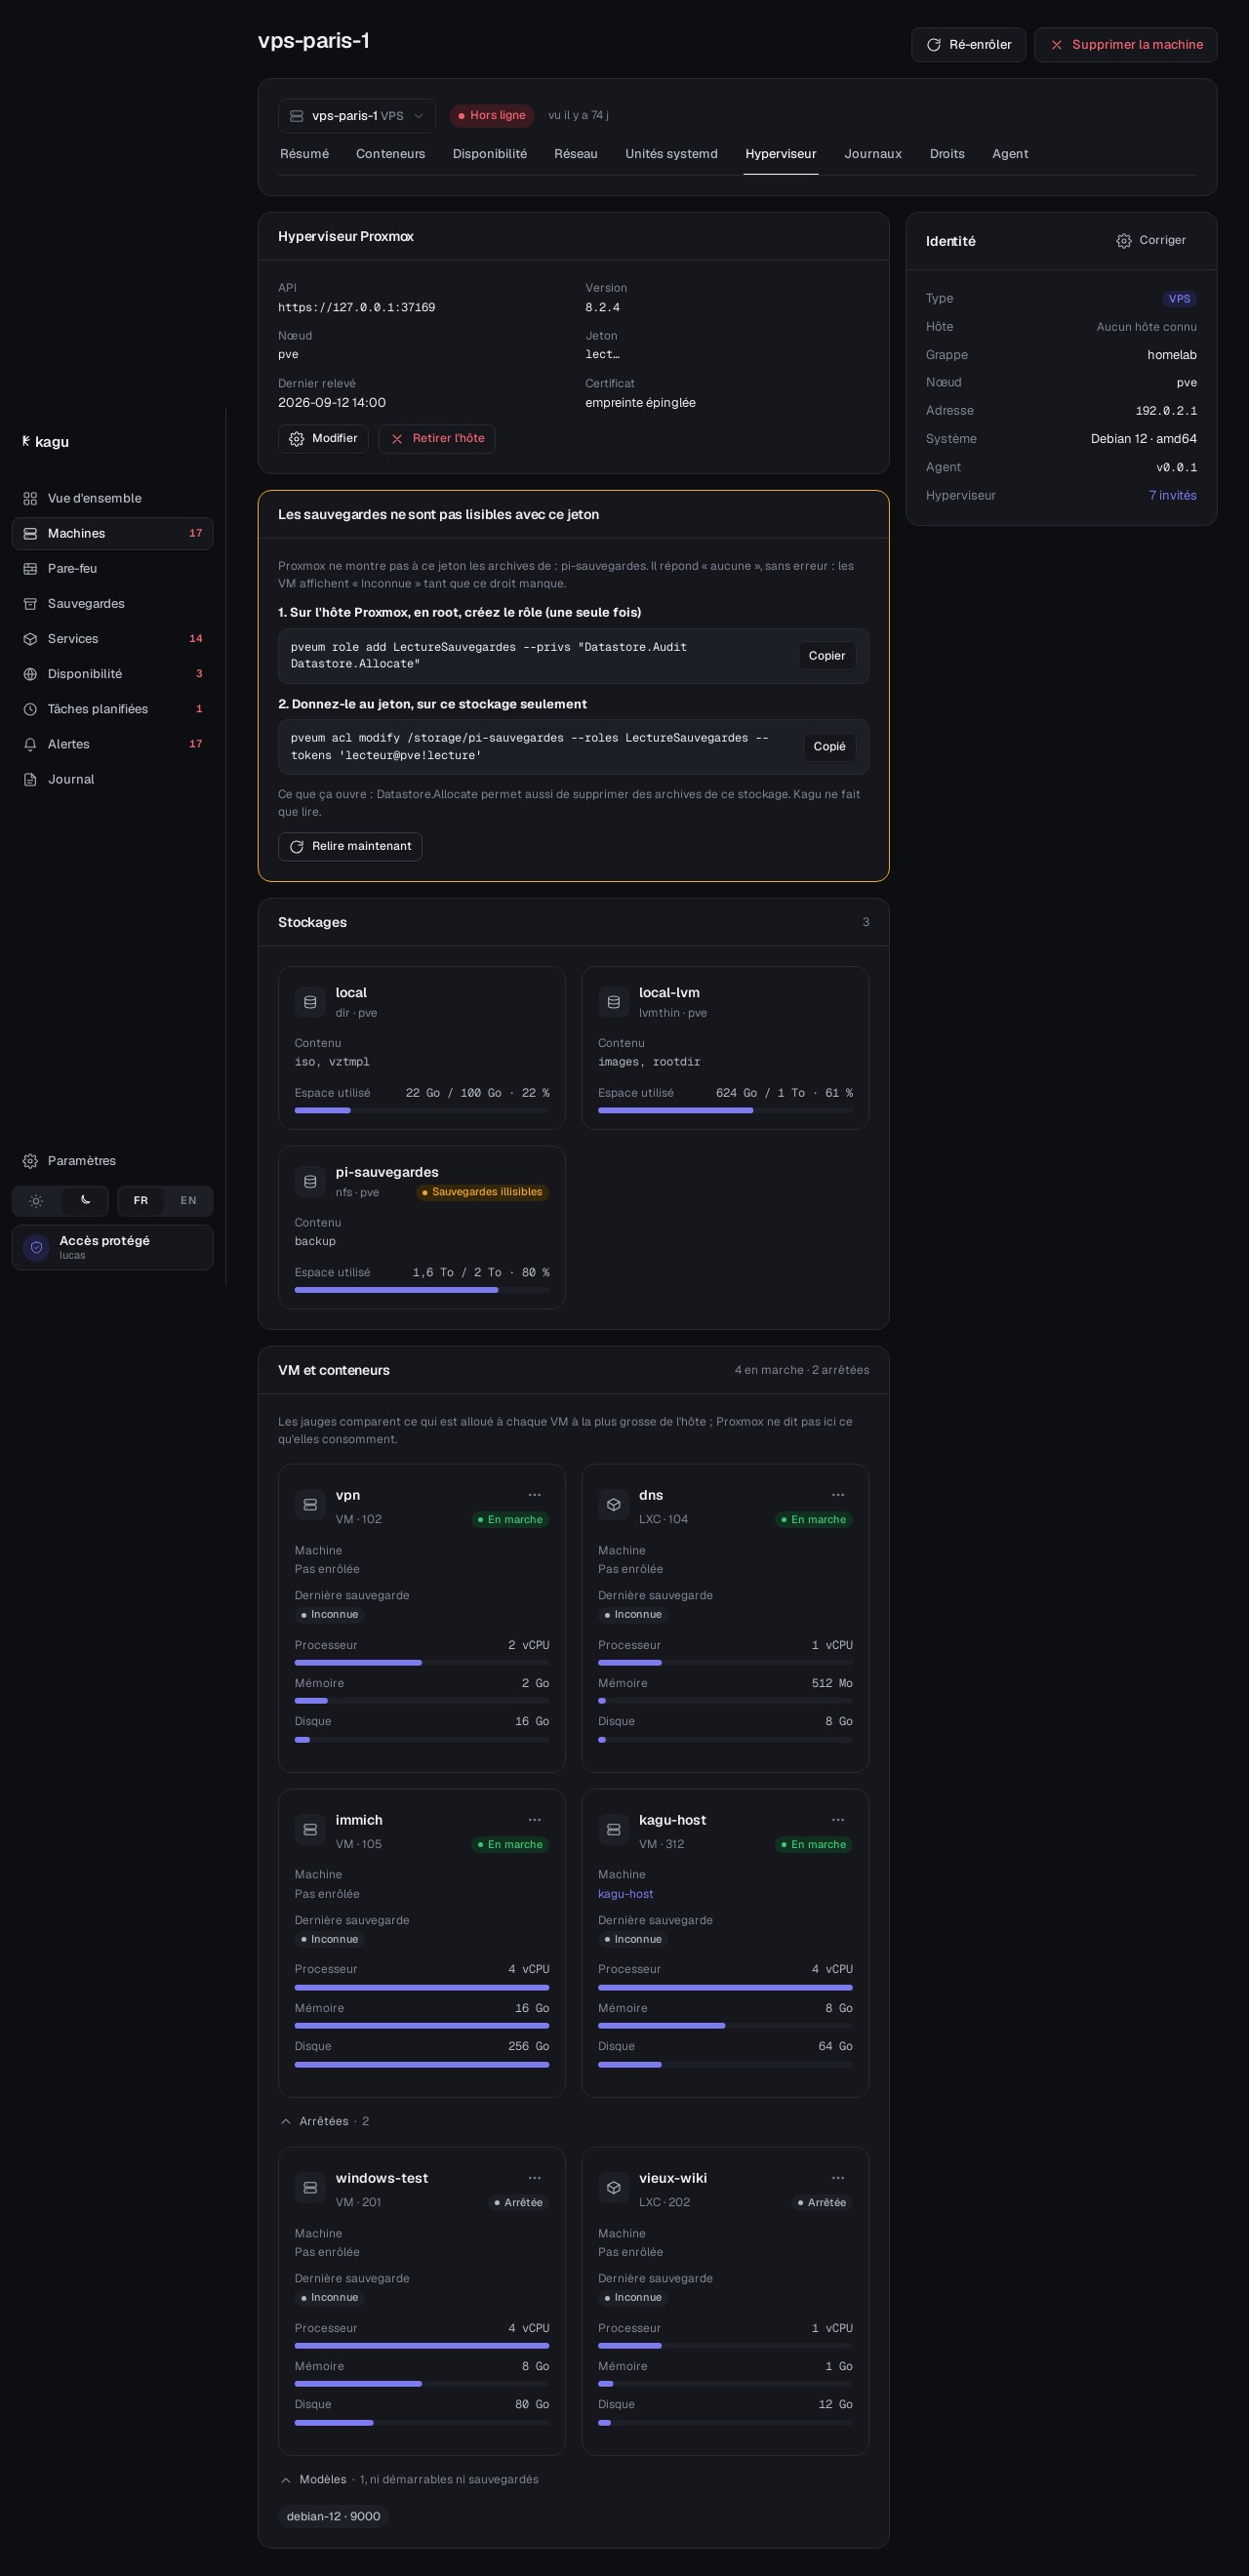 vps-paris-1
Ré-enrôler
Supprimer la machine
vps-paris-1 VPS
Hors ligne
vu il y a 74 j
Résumé
Conteneurs
Disponibilité
Réseau
Unités systemd
Hyperviseur
Journaux
Droits
Agent
kagu
Vue d'ensemble
Machines 17
Pare-feu
Sauvegardes
Services 14
Disponibilité 3
Tâches planifiées 1
Alertes 17
Journal
Paramètres
FR EN
Accès protégé
lucas
Hyperviseur Proxmox
API
https://127.0.0.1:37169
Version
8.2.4
Nœud
pve
Jeton
lect…
Dernier relevé
2026-09-12 14:00
Certificat
empreinte épinglée
Modifier
Retirer l'hôte
Identité
Corriger
Type VPS
Hôte Aucun hôte connu
Grappe homelab
Nœud pve
Adresse 192.0.2.1
Système Debian 12 · amd64
Agent v0.0.1
Hyperviseur 7 invités
Les sauvegardes ne sont pas lisibles avec ce jeton
Proxmox ne montre pas à ce jeton les archives de : pi-sauvegardes. Il répond « aucune », sans erreur : les
VM affichent « Inconnue » tant que ce droit manque.
1. Sur l'hôte Proxmox, en root, créez le rôle (une seule fois)
pveum role add LectureSauvegardes --privs "Datastore.Audit
Datastore.Allocate"
Copier
2. Donnez-le au jeton, sur ce stockage seulement
pveum acl modify /storage/pi-sauvegardes --roles LectureSauvegardes --
tokens 'lecteur@pve!lecture'
Copié
Ce que ça ouvre : Datastore.Allocate permet aussi de supprimer des archives de ce stockage. Kagu ne fait
que lire.
Relire maintenant
Stockages 3
local
dir · pve
Contenu
iso, vztmpl
Espace utilisé 22 Go / 100 Go · 22 %
local-lvm
lvmthin · pve
Contenu
images, rootdir
Espace utilisé 624 Go / 1 To · 61 %
pi-sauvegardes
nfs · pve
Sauvegardes illisibles
Contenu
backup
Espace utilisé 1,6 To / 2 To · 80 %
VM et conteneurs 4 en marche · 2 arrêtées
Les jauges comparent ce qui est alloué à chaque VM à la plus grosse de l'hôte ; Proxmox ne dit pas ici ce
qu'elles consomment.
vpn
VM · 102 En marche
Machine
Pas enrôlée
Dernière sauvegarde
Inconnue
Processeur 2 vCPU
Mémoire 2 Go
Disque 16 Go
dns
LXC · 104 En marche
Machine
Pas enrôlée
Dernière sauvegarde
Inconnue
Processeur 1 vCPU
Mémoire 512 Mo
Disque 8 Go
immich
VM · 105 En marche
Machine
Pas enrôlée
Dernière sauvegarde
Inconnue
Processeur 4 vCPU
Mémoire 16 Go
Disque 256 Go
kagu-host
VM · 312 En marche
Machine
kagu-host
Dernière sauvegarde
Inconnue
Processeur 4 vCPU
Mémoire 8 Go
Disque 64 Go
Arrêtées · 2
windows-test
VM · 201 Arrêtée
Machine
Pas enrôlée
Dernière sauvegarde
Inconnue
Processeur 4 vCPU
Mémoire 8 Go
Disque 80 Go
vieux-wiki
LXC · 202 Arrêtée
Machine
Pas enrôlée
Dernière sauvegarde
Inconnue
Processeur 1 vCPU
Mémoire 1 Go
Disque 12 Go
Modèles · 1, ni démarrables ni sauvegardés
debian-12 · 9000